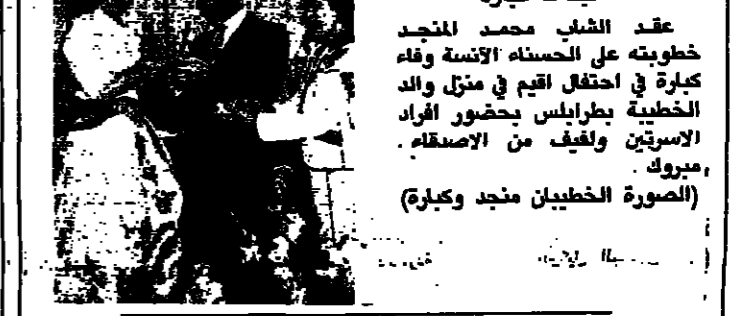 عقد الشاب محمد المنجد
خطوبته على الحسناء الآنسة وفاء
كبارة في احتفال اقيم في منزل والد
الخطيبة بطرابلس بحضور افراد
الاسرتين ولفيف من الاصدقاء .
مبروك .
(الصورة الخطيبان منجد وكبارة)